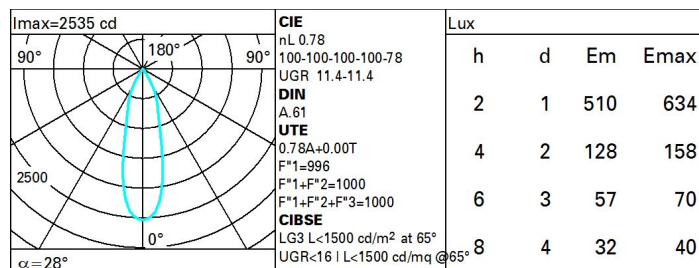 Imax=2535 cd
90°
180°
90°
2500
0°
α=28°
CIE
nL 0.78
100-100-100-100-78
UGR 11.4-11.4
DIN
A.61
UTE
0.78A+0.00T
F"1=996
F"1+F"2=1000
F"1+F"2+F"3=1000
CIBSE
LG3 L<1500 cd/m² at 65°
UGR<16 | L<1500 cd/mq @65°
Lux
h d Em Emax
2 1 510 634
4 2 128 158
6 3 57 70
8 4 32 40